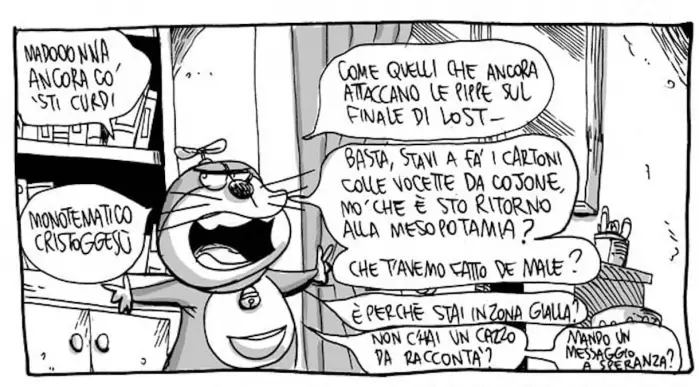 MADOOONNA
ANCORA CO'
'STI CURDI
MONOTEMATICO
CRISTOGGESÙ
COME QUELLI CHE ANCORA
ATTACCANO LE PIPPE SUL
FINALE DI LOST—
BASTA, STAVI A FA' I CARTONI
COLLE VOCETTE DA COJONE,
MO' CHE È STO RITORNO
ALLA MESOPOTAMIA?
CHE T'AVEMO FATTO DE MALE?
È PERCHÈ STAI IN ZONA GIALLA?
NON C'HAI UN CAZZO
DA RACCONTÀ?
MANDO UN
MESSAGGIO
A SPERANZA?